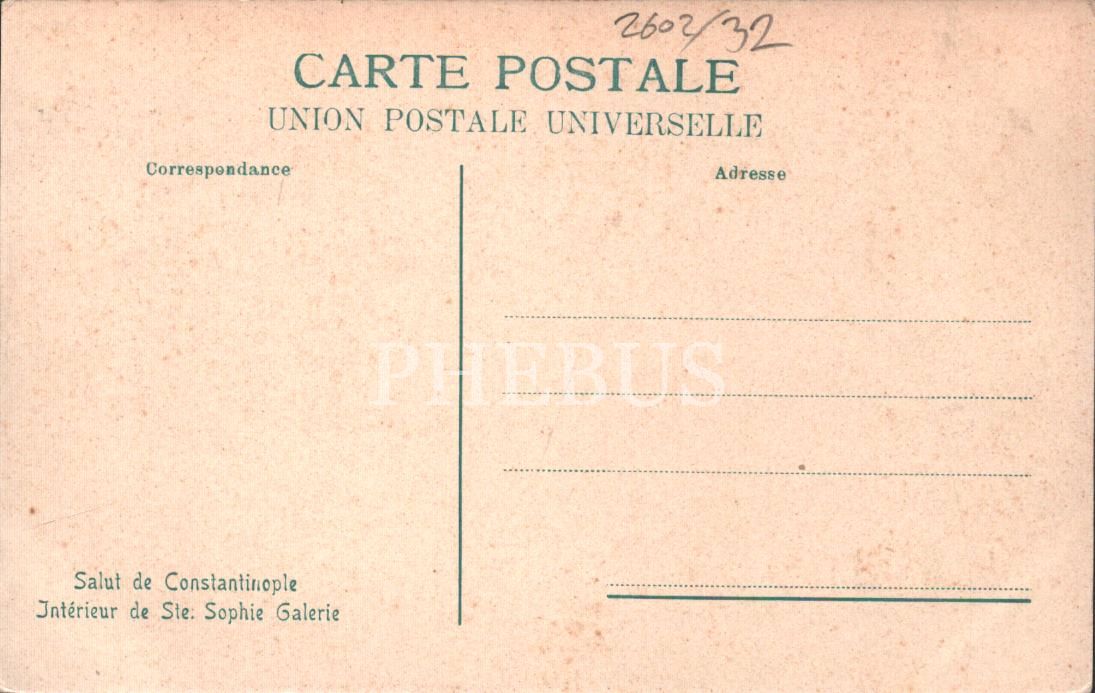 2602/32
CARTE POSTALE
UNION POSTALE UNIVERSELLE
Correspondance
Adresse
PHEBUS
Salut de Constantinople
Intérieur de Ste. Sophie Galerie